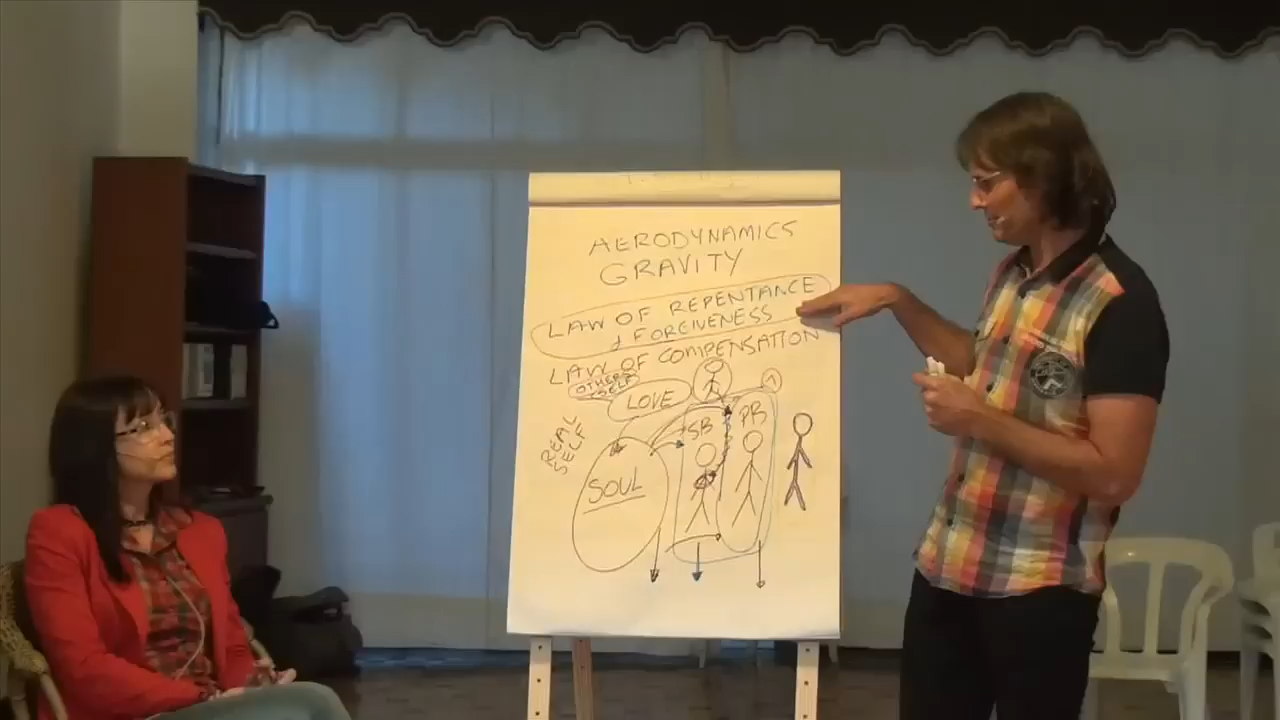 AERODYNAMICS
GRAVITY
LAW OF REPENTANCE
& FORGIVENESS
LAW OF COMPENSATION
OTHERS
SELF
LOVE
REAL
SELF
SB
PB
SOUL